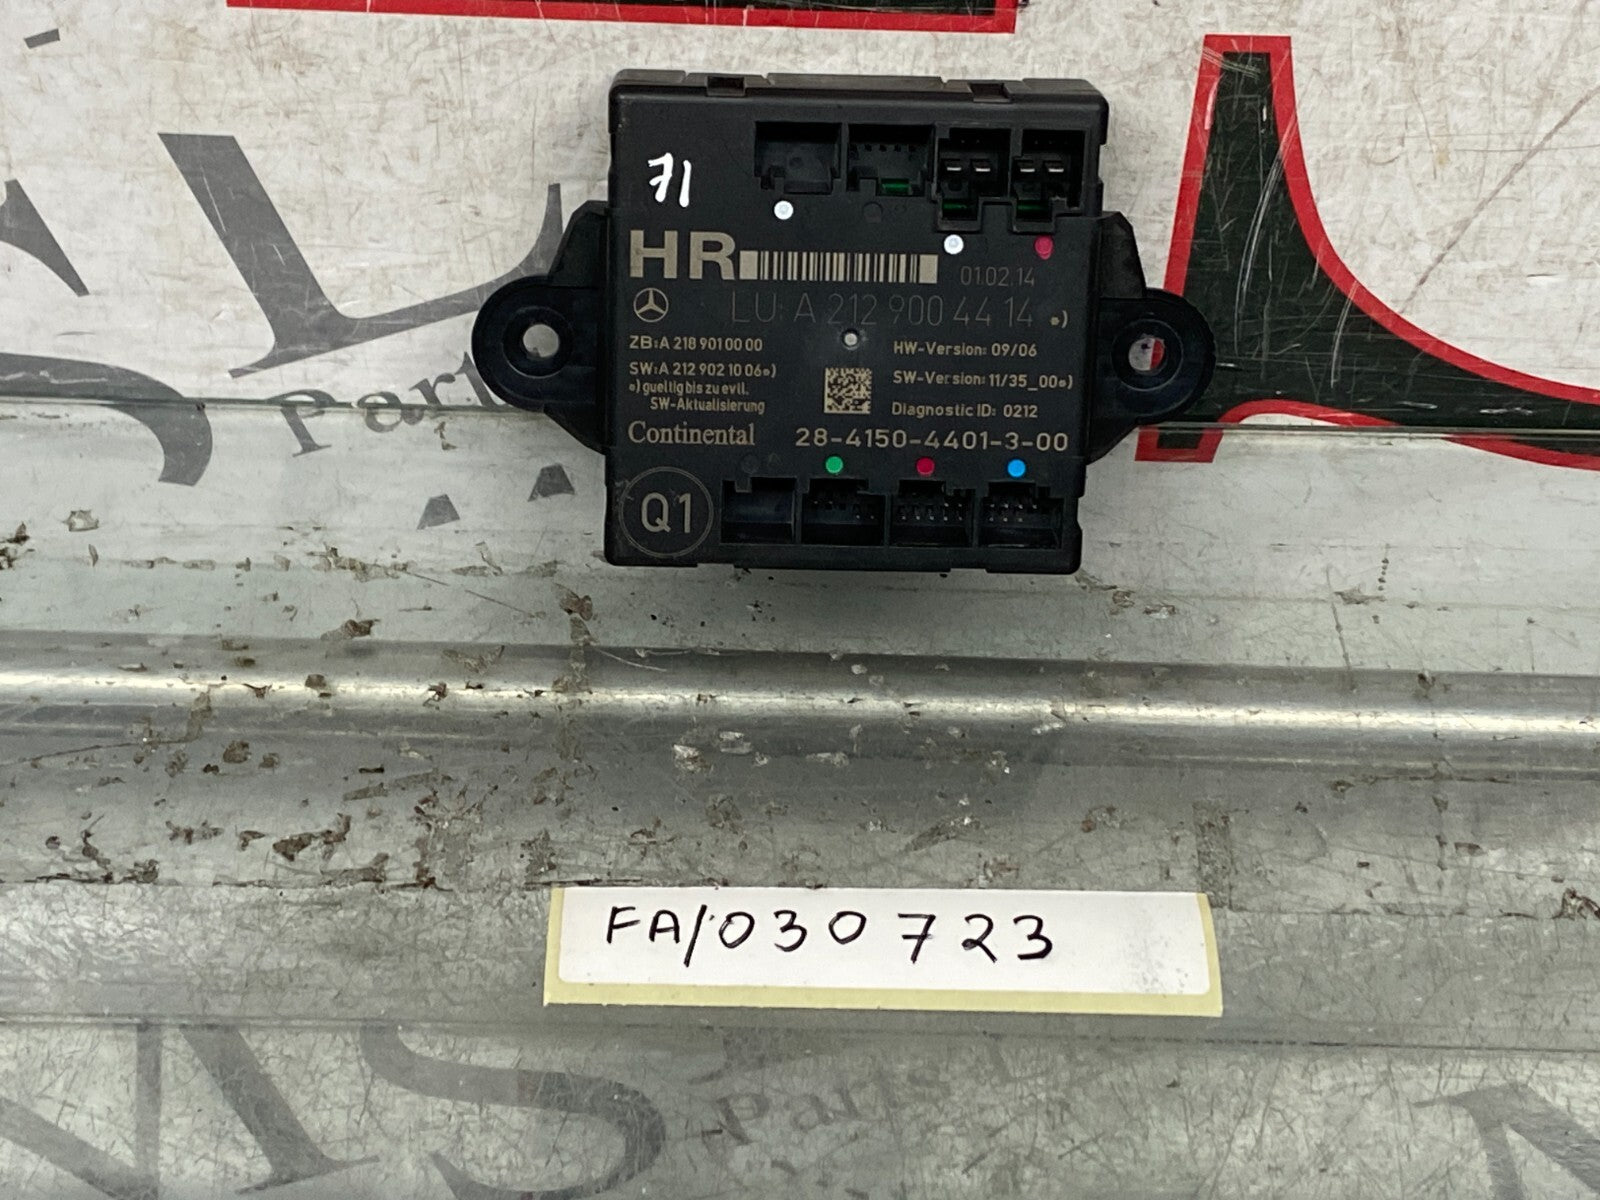 71
HR
01.02.14
LU: A 212 900 44 14 *)
ZB: A 218 901 00 00
HW-Version: 09/06
SW: A 212 902 10 06 *)
SW-Version: 11/35_00 *)
*) gueltig bis zu evtl.
SW-Aktualisierung
Diagnostic ID: 0212
Continental
28-4150-4401-3-00
Q1
Part
FA/030723
Parts